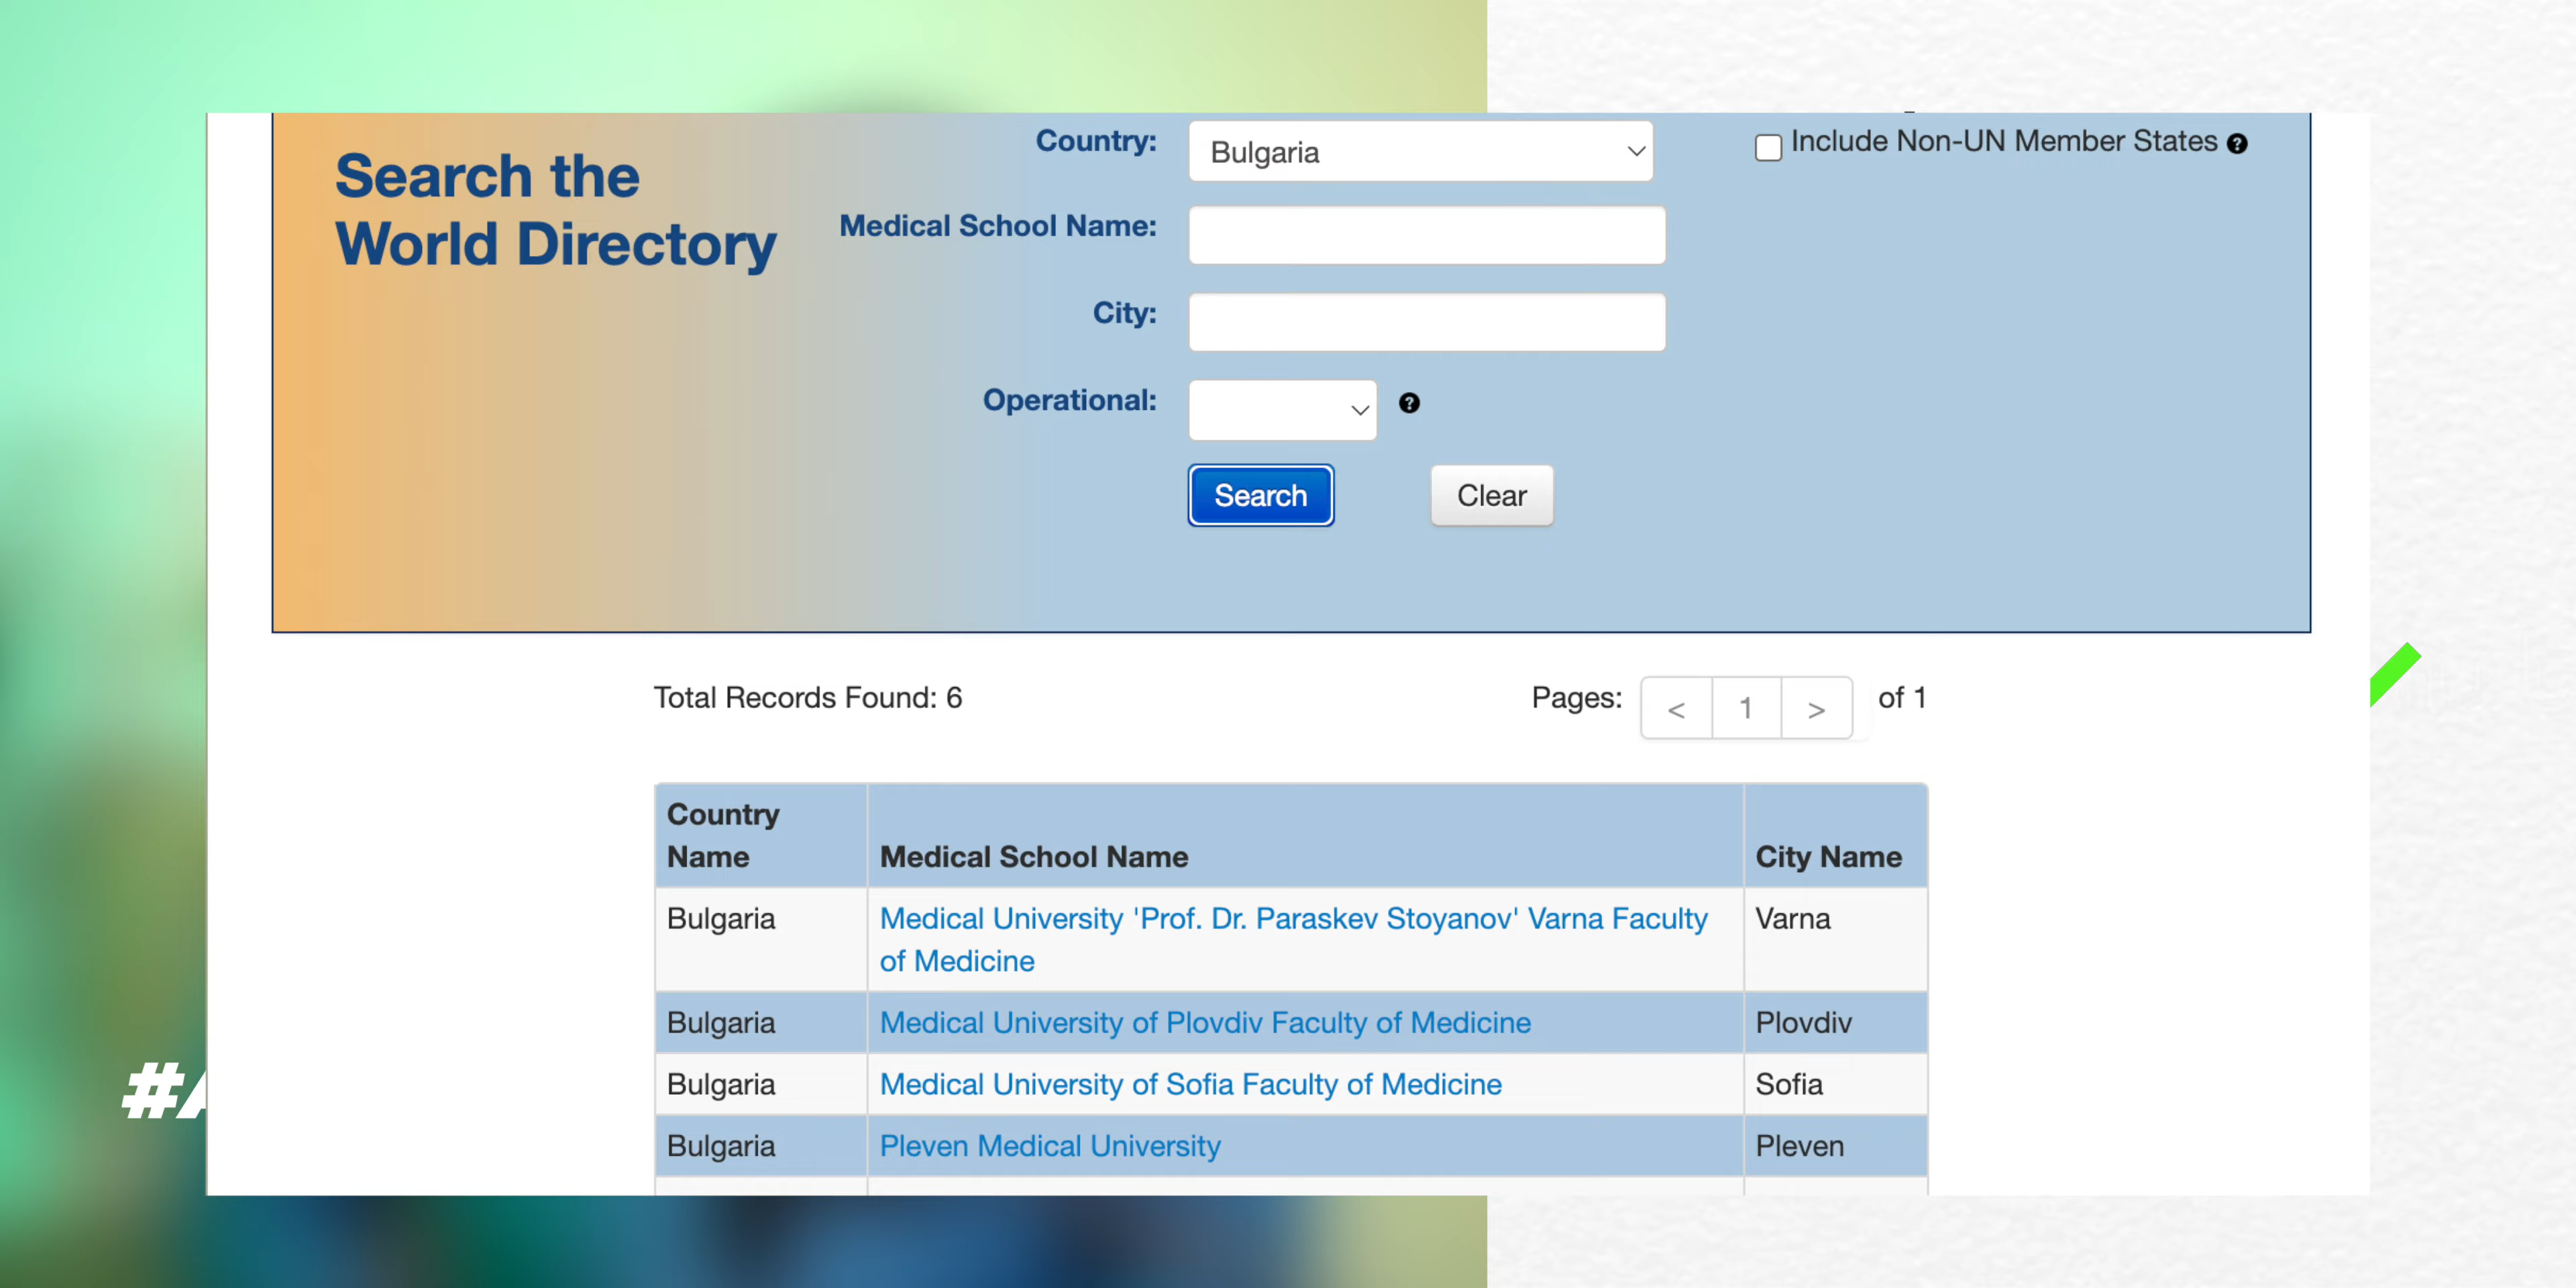 Search the
World Directory
Country:
Bulgaria
Include Non-UN Member States
Medical School Name:
City:
Operational:
Search
Clear
Total Records Found: 6
Pages:
<
1
>
of 1
Country
Name
Medical School Name
City Name
Bulgaria
Medical University 'Prof. Dr. Paraskev Stoyanov' Varna Faculty
of Medicine
Varna
Bulgaria
Medical University of Plovdiv Faculty of Medicine
Plovdiv
Bulgaria
Medical University of Sofia Faculty of Medicine
Sofia
Bulgaria
Pleven Medical University
Pleven